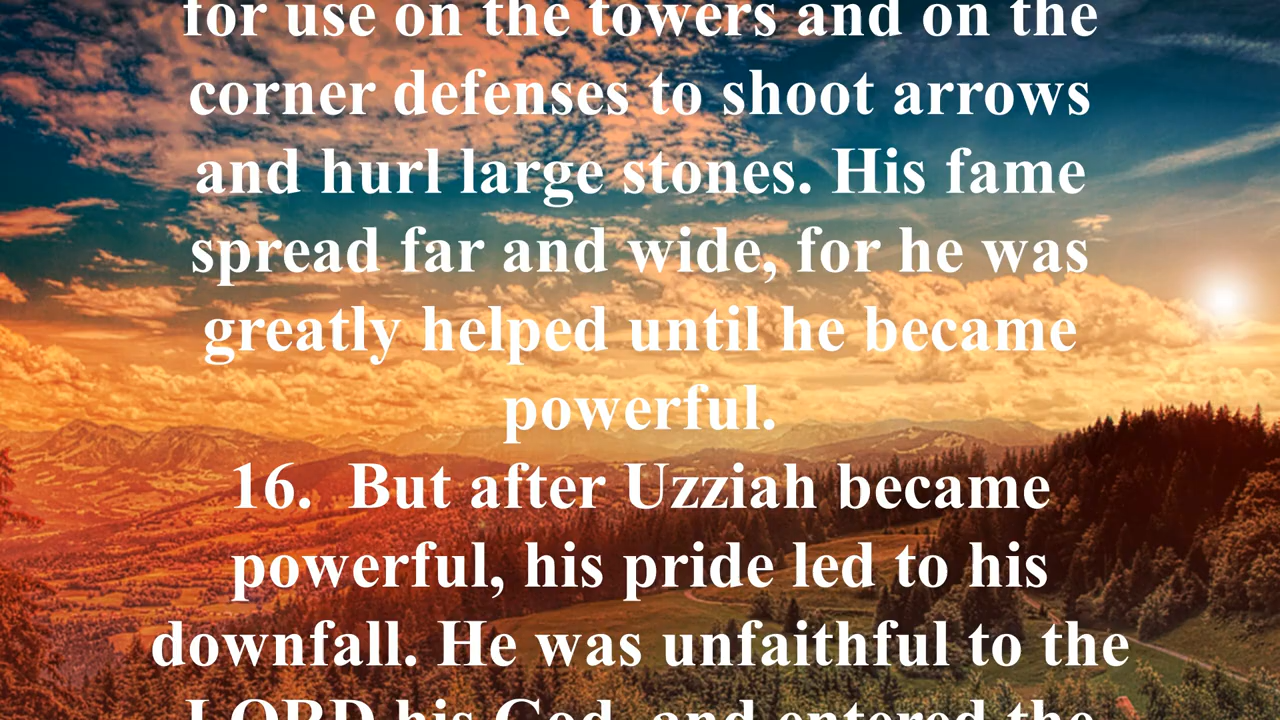 for use on the towers and on the
corner defenses to shoot arrows
and hurl large stones. His fame
spread far and wide, for he was
greatly helped until he became
powerful.
16.  But after Uzziah became
powerful, his pride led to his
downfall. He was unfaithful to the
LORD his God, and entered the